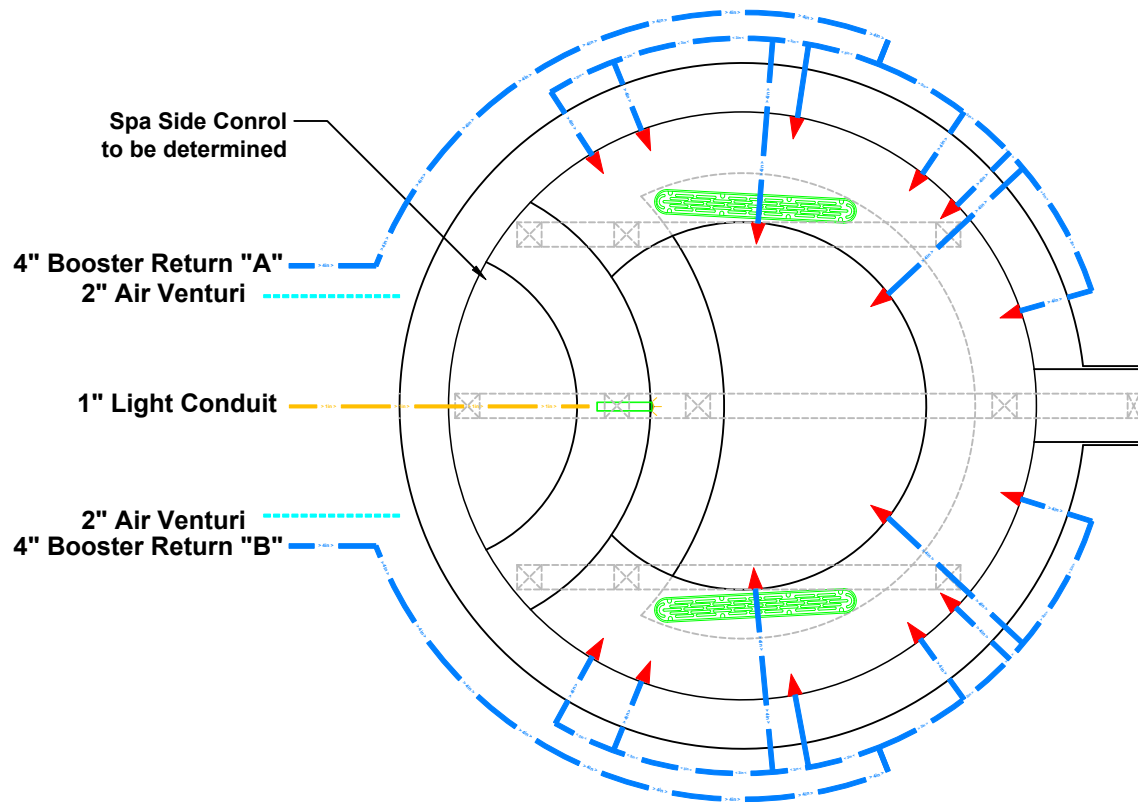 Spa Side Conrol
to be determined
4" Booster Return "A"
2" Air Venturi
1" Light Conduit
2" Air Venturi
4" Booster Return "B"